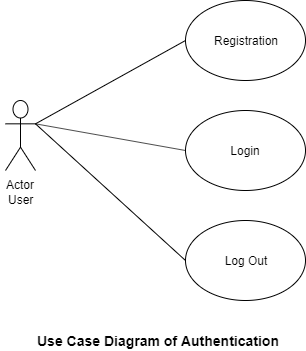 Registration
Login
Actor
User
Log Out
Use Case Diagram of Authentication